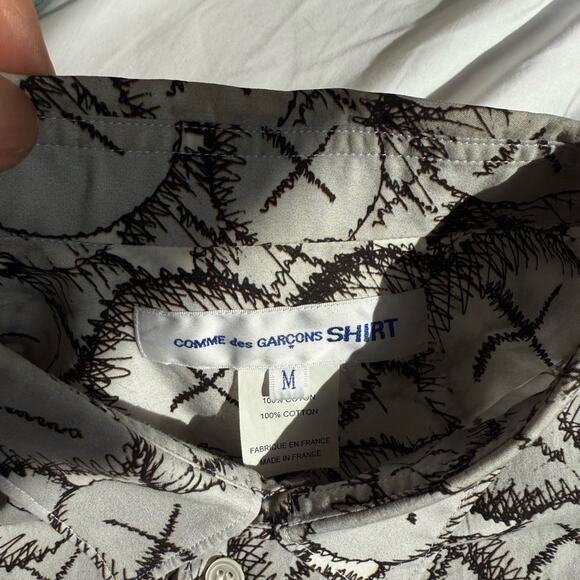 COMME des GARÇONS SHIRT
M
100% COTON
100% COTTON
FABRIQUE EN FRANCE
MADE IN FRANCE